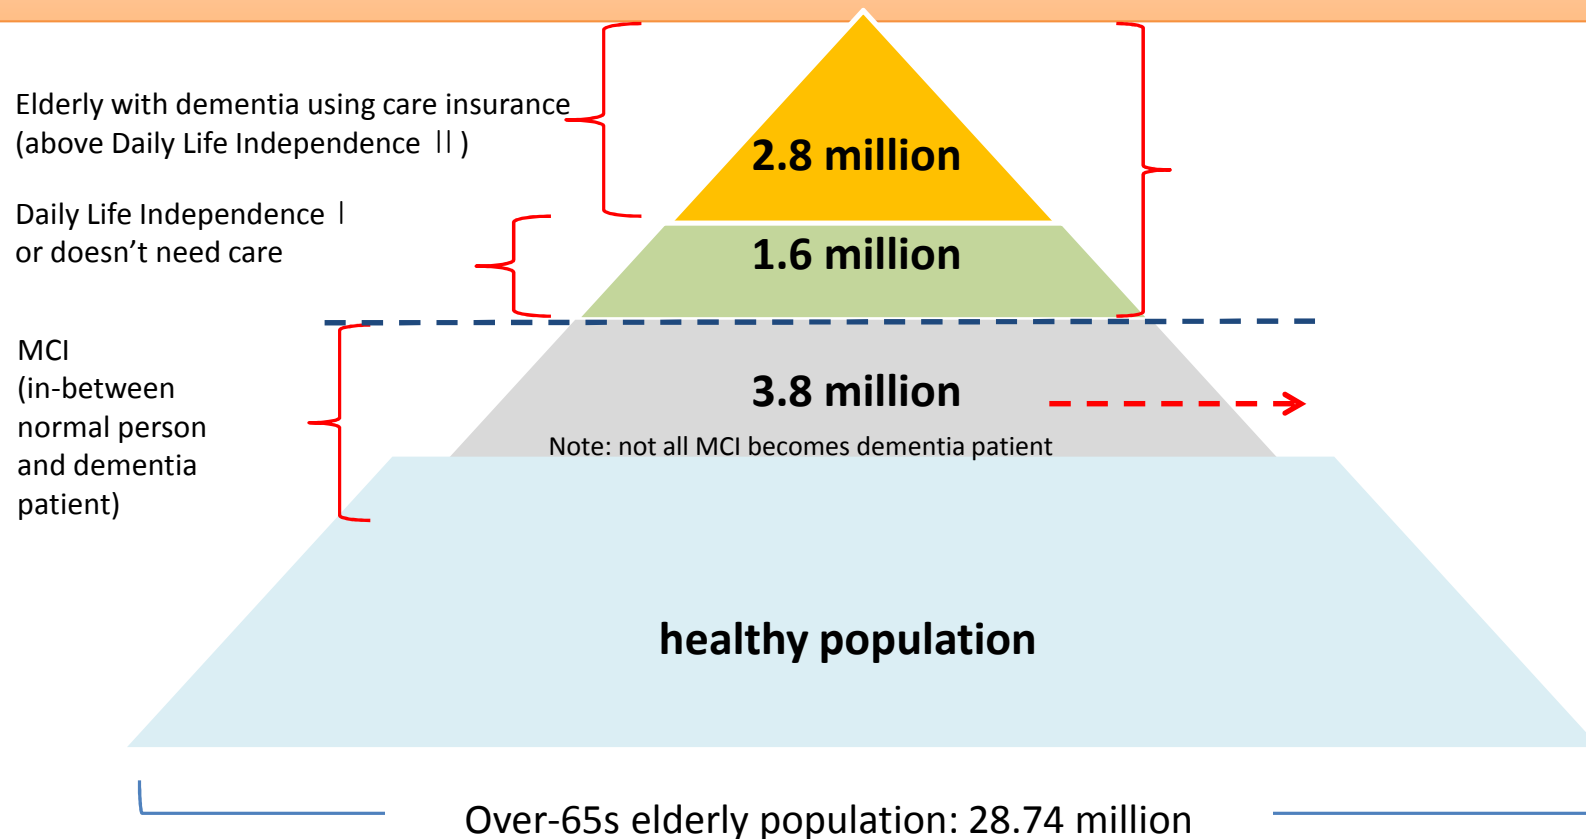 Elderly with dementia using care insurance
(above Daily Life Independence Ⅱ)
2.8 million
Daily Life Independence Ⅰ
or doesn’t need care
1.6 million
MCI
(in-between
normal person
and dementia
patient)
3.8 million
Note: not all MCI becomes dementia patient
healthy population
Over-65s elderly population: 28.74 million